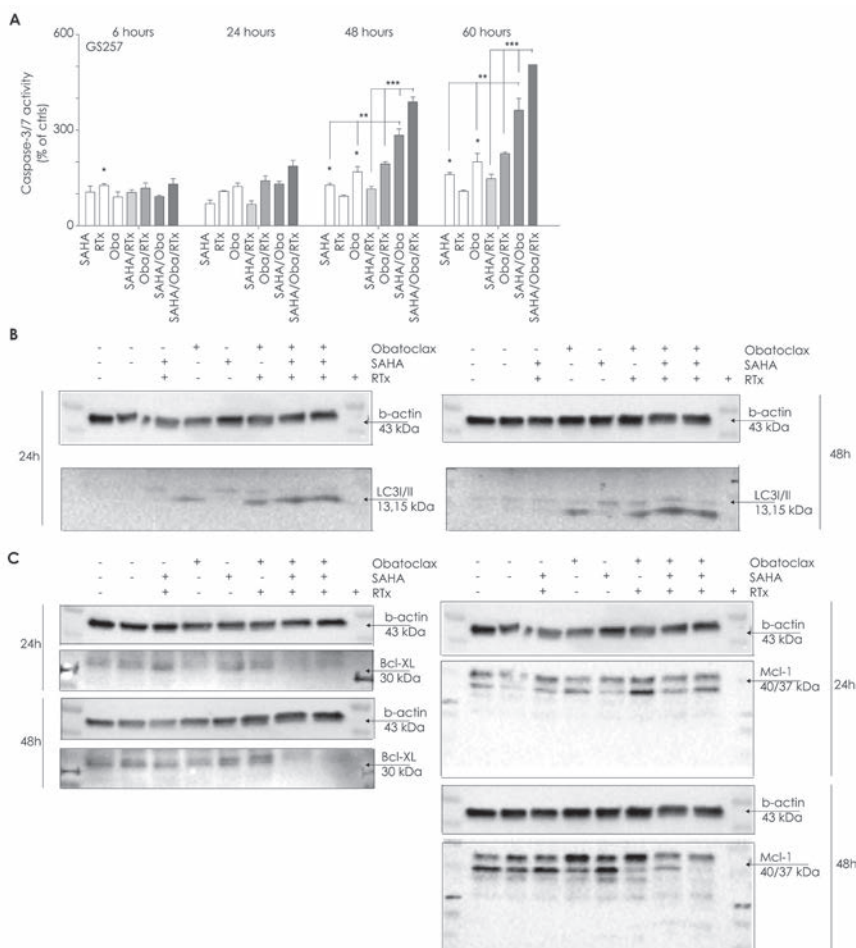 A
6 hours 24 hours 48 hours 60 hours
GS257
Caspase-3/7 activity
(% of ctrls)
600
300
0
* * * ** *** * * ** ***
SAHA RTx Oba SAHA/RTx Oba/RTx SAHA/Oba SAHA/Oba/RTx SAHA RTx Oba SAHA/RTx Oba/RTx SAHA/Oba SAHA/Oba/RTx SAHA RTx Oba SAHA/RTx Oba/RTx SAHA/Oba SAHA/Oba/RTx SAHA RTx Oba SAHA/RTx Oba/RTx SAHA/Oba SAHA/Oba/RTx
B
- - + + + + Obatoclax
- - + + + + SAHA
- - + + + + + RTx
b-actin
43 kDa
24h
LC3I/II
13,15 kDa
- - + + + + Obatoclax
- - + + + + SAHA
- - + + + + + RTx
b-actin
43 kDa
48h
LC3I/II
13,15 kDa
C
- - - + - + + + Obatoclax
- - + - + + + SAHA
- - + - - + + + + RTx
b-actin
43 kDa
24h
Bcl-XL
30 kDa
b-actin
43 kDa
48h
Bcl-XL
30 kDa
- - + + + + Obatoclax
- - + + + + SAHA
- - + + + + + RTx
b-actin
43 kDa
Mcl-1
24h
40/37 kDa
b-actin
43 kDa
Mcl-1
48h
40/37 kDa